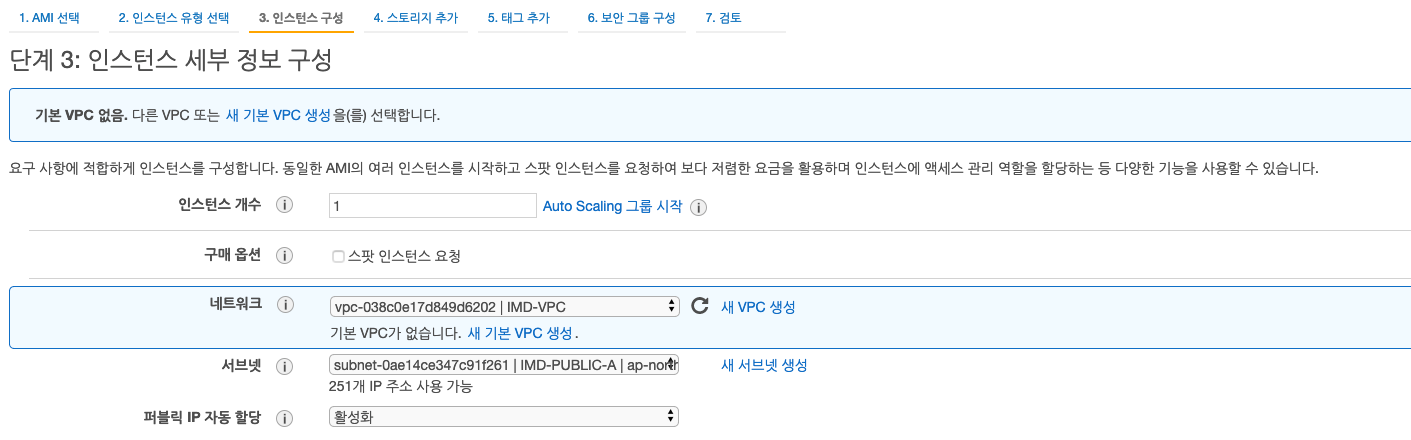 1. AMI 선택 2. 인스턴스 유형 선택 3. 인스턴스 구성 4. 스토리지 추가 5. 태그 추가 6. 보안 그룹 구성 7. 검토
단계 3: 인스턴스 세부 정보 구성
기본 VPC 없음. 다른 VPC 또는 새 기본 VPC 생성을(를) 선택합니다.
요구 사항에 적합하게 인스턴스를 구성합니다. 동일한 AMI의 여러 인스턴스를 시작하고 스팟 인스턴스를 요청하여 보다 저렴한 요금을 활용하며 인스턴스에 액세스 관리 역할을 할당하는 등 다양한 기능을 사용할 수 있습니다.
인스턴스 개수 i 1 Auto Scaling 그룹 시작 i
구매 옵션 i 스팟 인스턴스 요청
네트워크 i vpc-038c0e17d849d6202 | IMD-VPC 새 VPC 생성
기본 VPC가 없습니다. 새 기본 VPC 생성.
서브넷 i subnet-0ae14ce347c91f261 | IMD-PUBLIC-A | ap-north 새 서브넷 생성
251개 IP 주소 사용 가능
퍼블릭 IP 자동 할당 i 활성화